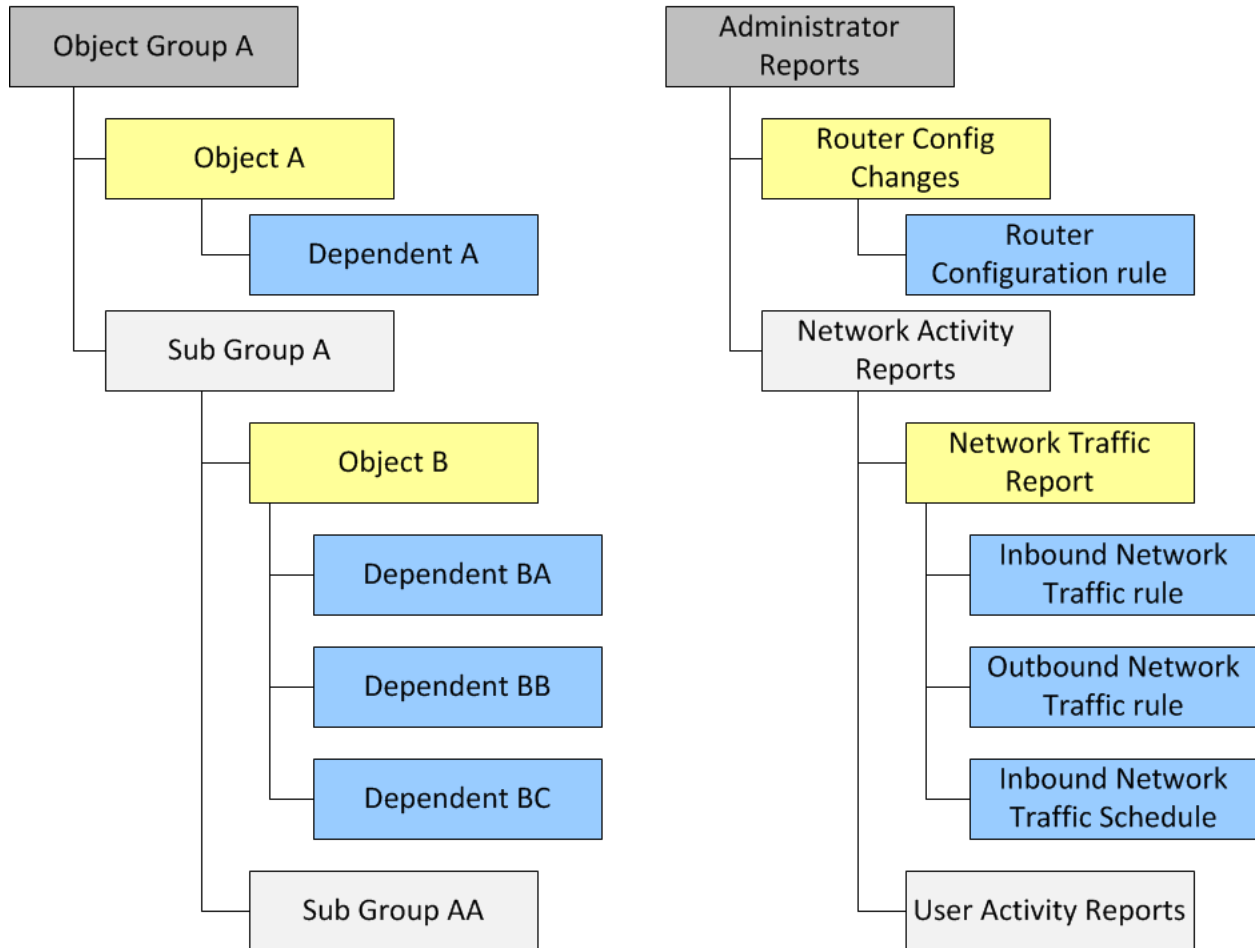 Object Group A
Object A
Dependent A
Sub Group A
Object B
Dependent BA
Dependent BB
Dependent BC
Sub Group AA
Administrator
Reports
Router Config
Changes
Router
Configuration rule
Network Activity
Reports
Network Traffic
Report
Inbound Network
Traffic rule
Outbound Network
Traffic rule
Inbound Network
Traffic Schedule
User Activity Reports